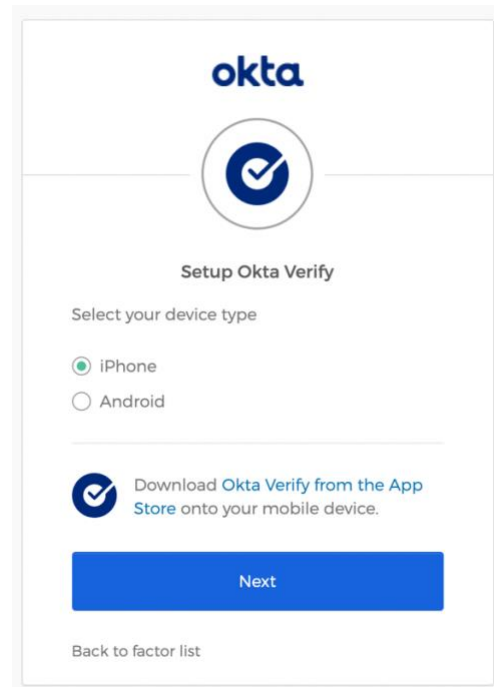 okta
Setup Okta Verify
Select your device type
iPhone
Android
Download Okta Verify from the App
Store onto your mobile device.
Next
Back to factor list